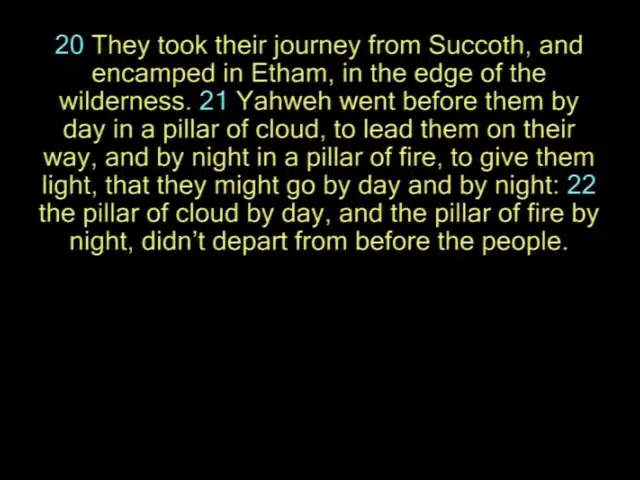 20 They took their journey from Succoth, and
encamped in Etham, in the edge of the
wilderness. 21 Yahweh went before them by
day in a pillar of cloud, to lead them on their
way, and by night in a pillar of fire, to give them
light, that they might go by day and by night: 22
the pillar of cloud by day, and the pillar of fire by
night, didn’t depart from before the people.